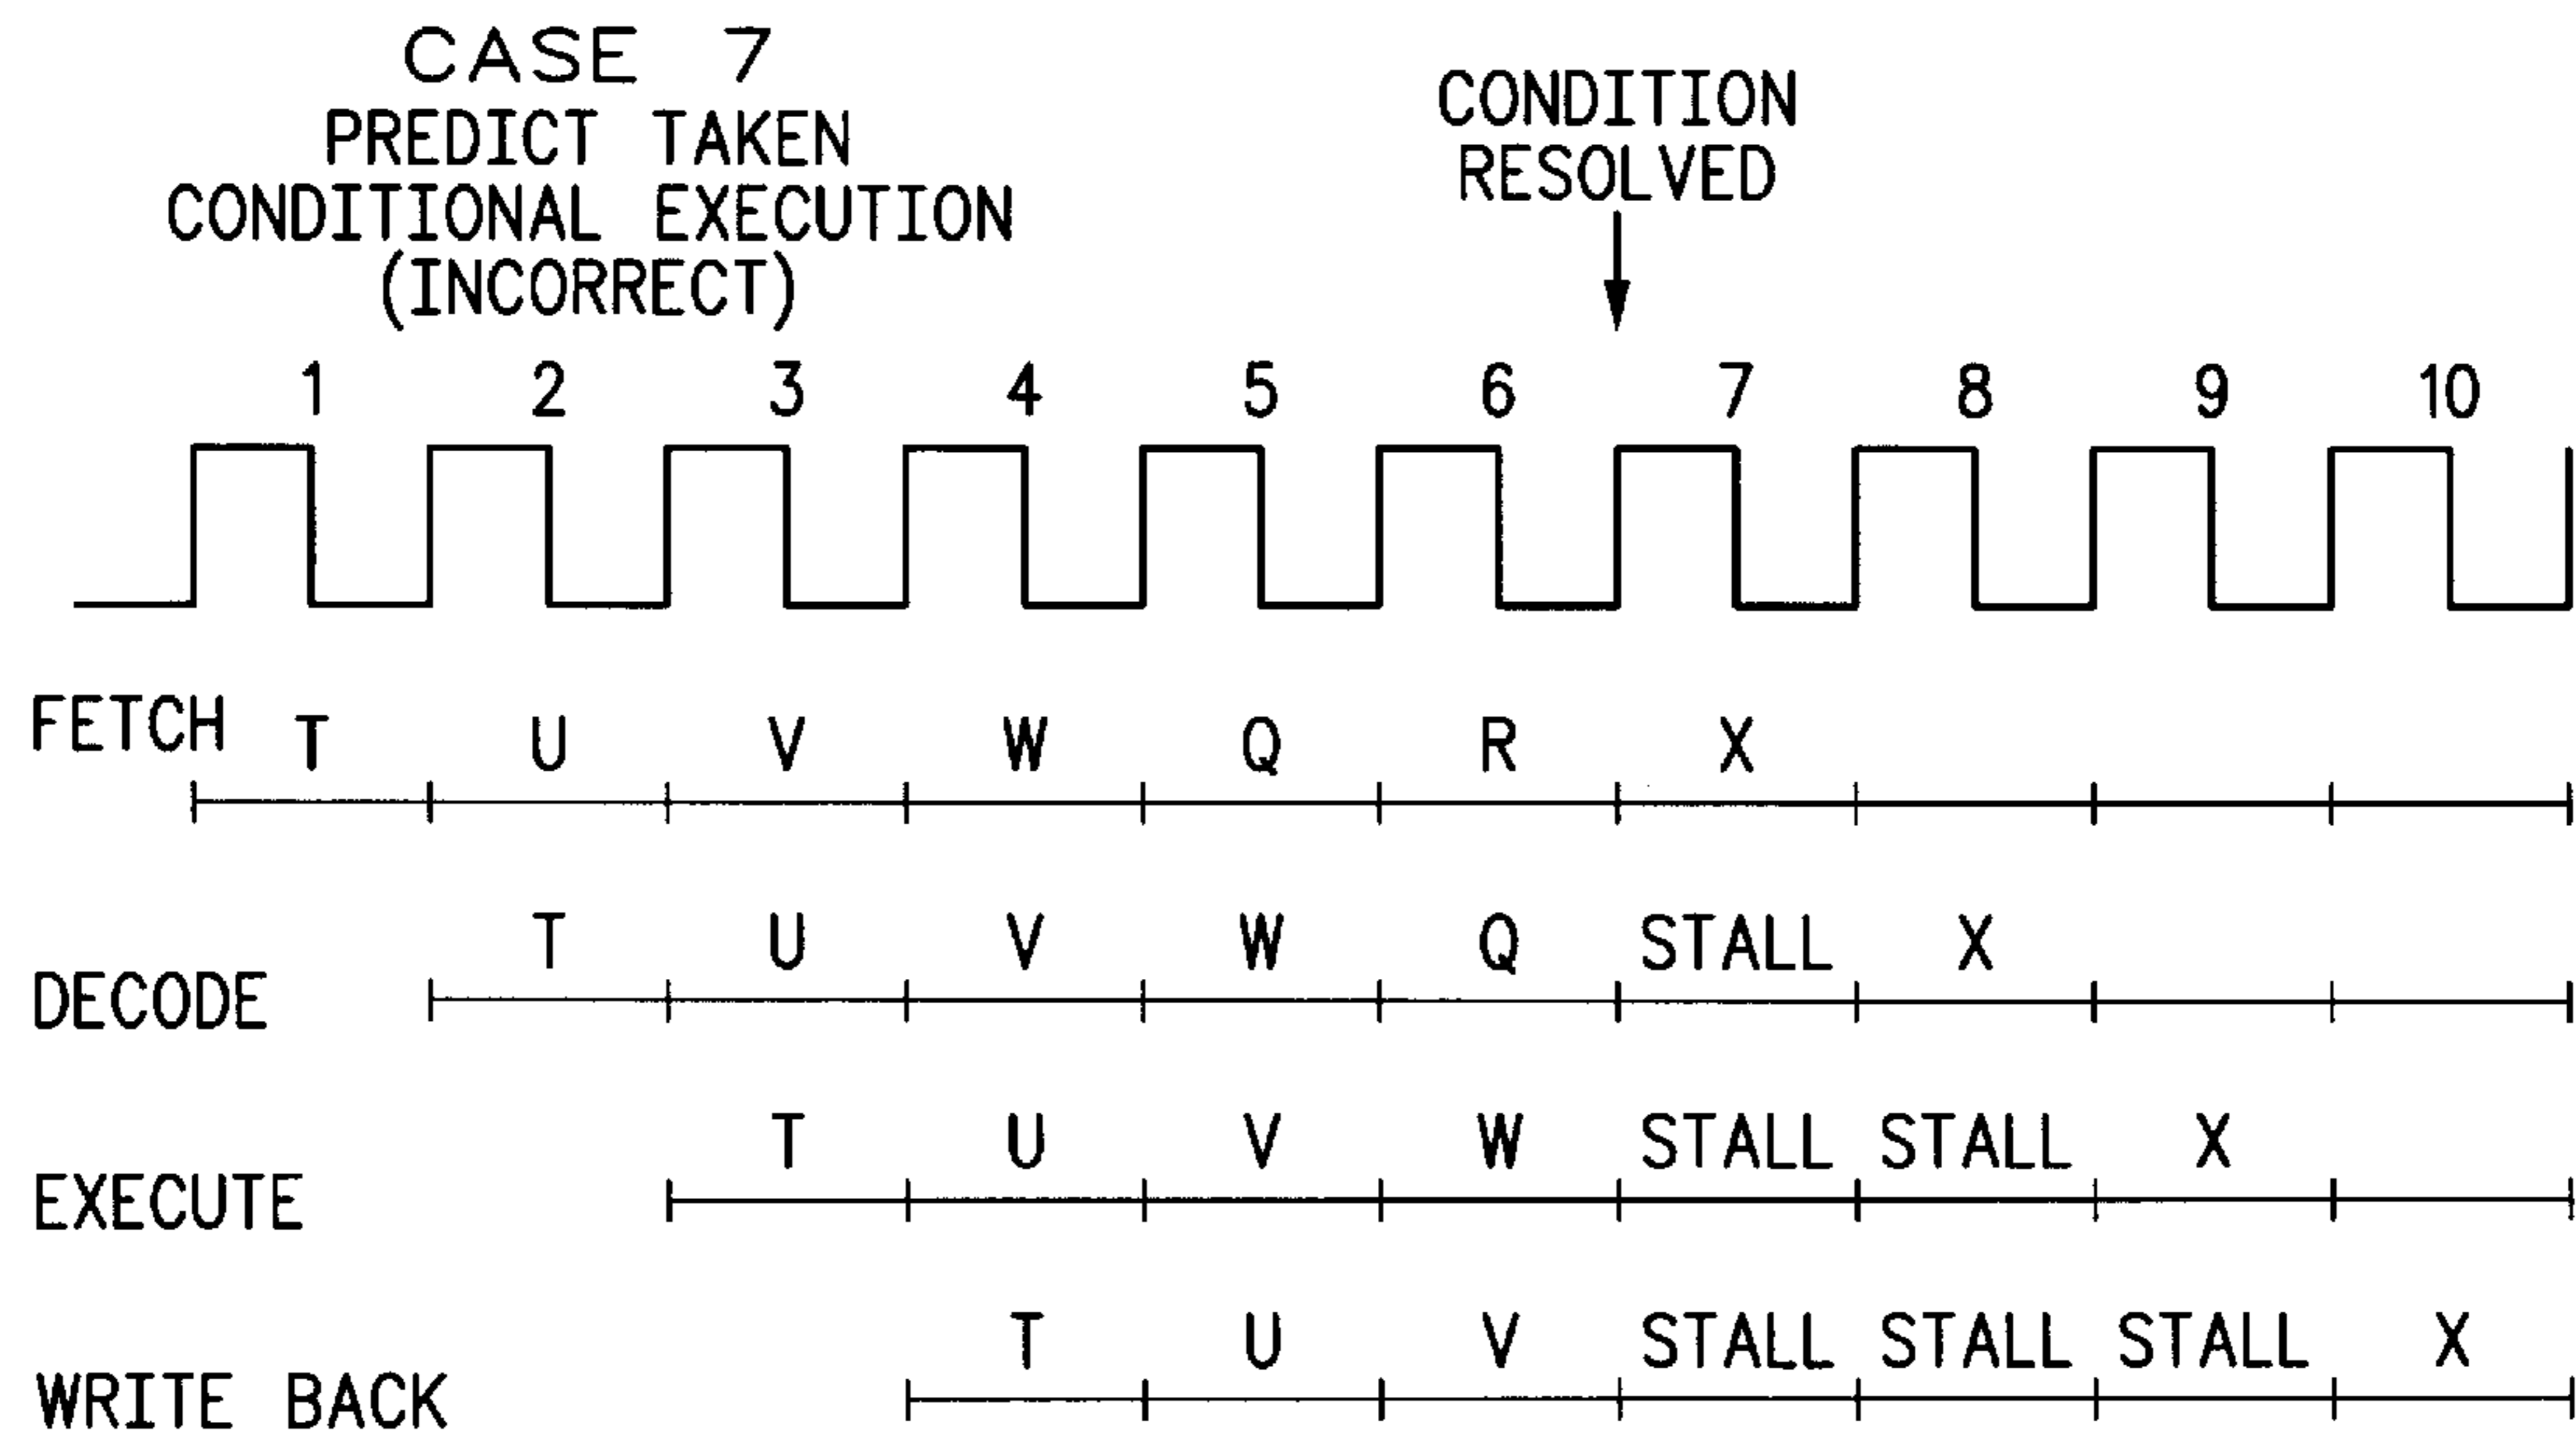 CASE 7
PREDICT TAKEN
CONDITIONAL EXECUTION
(INCORRECT)
CONDITION
RESOLVED
1 2 3 4 5 6 7 8 9 10
FETCH T U V W Q R X
DECODE T U V W Q STALL X
EXECUTE T U V W STALL STALL X
WRITE BACK T U V STALL STALL STALL X